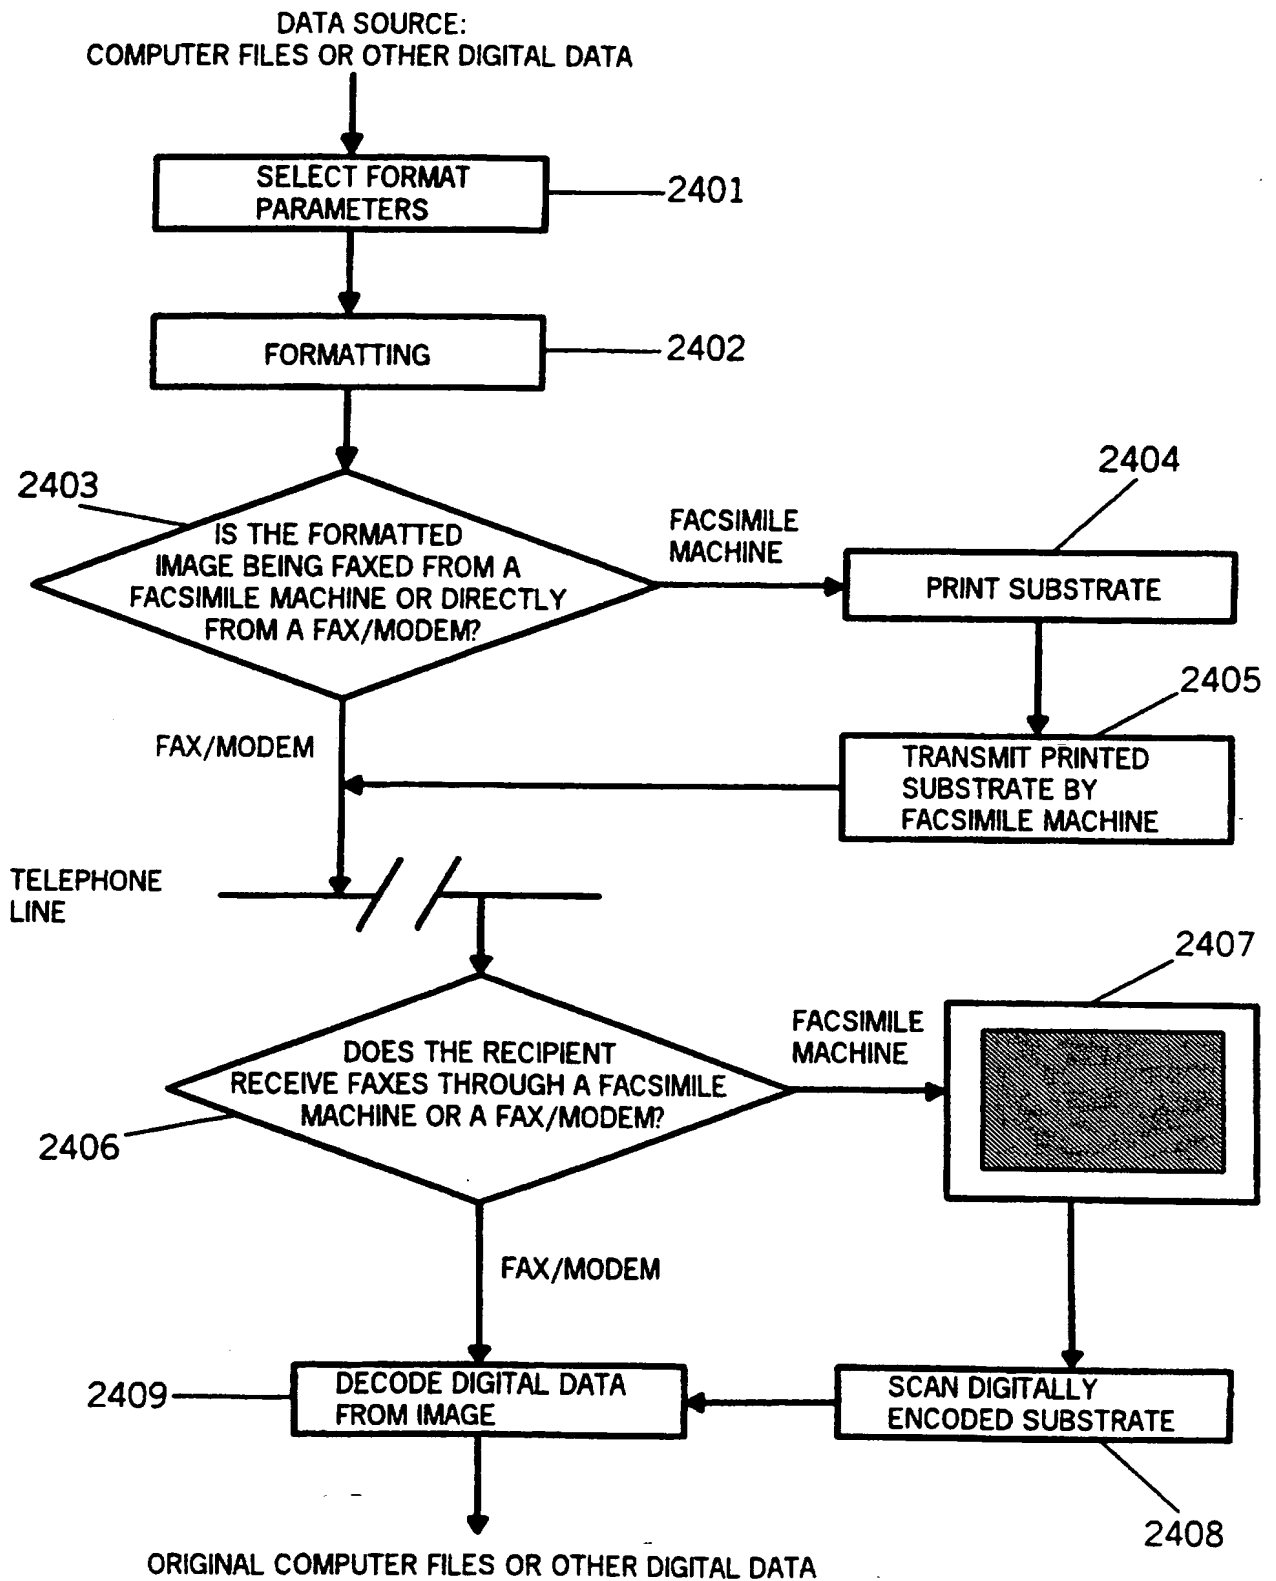 DATA SOURCE:
COMPUTER FILES OR OTHER DIGITAL DATA
SELECT FORMAT
PARAMETERS
2401
FORMATTING
2402
2403
IS THE FORMATTED
IMAGE BEING FAXED FROM A
FACSIMILE MACHINE OR DIRECTLY
FROM A FAX/MODEM?
FACSIMILE
MACHINE
2404
PRINT SUBSTRATE
2405
TRANSMIT PRINTED
SUBSTRATE BY
FACSIMILE MACHINE
FAX/MODEM
TELEPHONE
LINE
DOES THE RECIPIENT
RECEIVE FAXES THROUGH A FACSIMILE
MACHINE OR A FAX/MODEM?
2406
FACSIMILE
MACHINE
2407
FAX/MODEM
2409
DECODE DIGITAL DATA
FROM IMAGE
SCAN DIGITALLY
ENCODED SUBSTRATE
2408
ORIGINAL COMPUTER FILES OR OTHER DIGITAL DATA